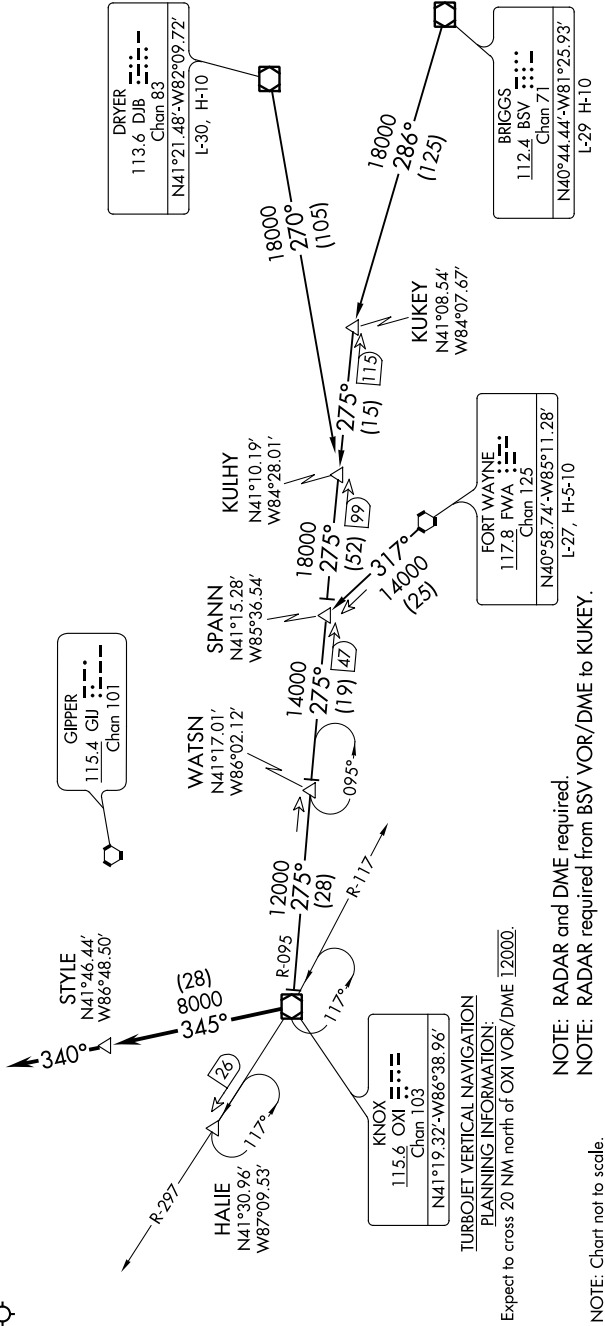 DRYER
113.6 DJB
Chan 83
N41°21.48'-W82°09.72'
L-30, H-10
BRIGGS
112.4 BSV
Chan 71
N40°44.44'-W81°25.93'
L-29 H-10
18000
270°
(105)
18000
286°
(125)
KUKEY
N41°08.54'
W84°07.67'
115
275°
(15)
KULHY
N41°10.19'
W84°28.01'
99
18000
275°
(52)
FORT WAYNE
117.8 FWA
Chan 125
N40°58.74'-W85°11.28'
L-27, H-5-10
317°
14000
(25)
SPANN
N41°15.28'
W85°36.54'
47
14000
275°
(19)
WATSN
N41°17.01'
W86°02.12'
095°
GIPPER
115.4 GIJ
Chan 101
12000
275°
(28)
R-095
R-117
117°
KNOX
115.6 OXI
Chan 103
N41°19.32'-W86°38.96'
(28)
8000
345°
STYLE
N41°46.44'
W86°48.50'
340°
26
117°
HALIE
N41°30.96'
W87°09.53'
R-297
TURBOJET VERTICAL NAVIGATION
PLANNING INFORMATION:
Expect to cross 20 NM north of OXI VOR/DME 12000.
NOTE: RADAR and DME required.
NOTE: RADAR required from BSV VOR/DME to KUKEY.
NOTE: Chart not to scale.